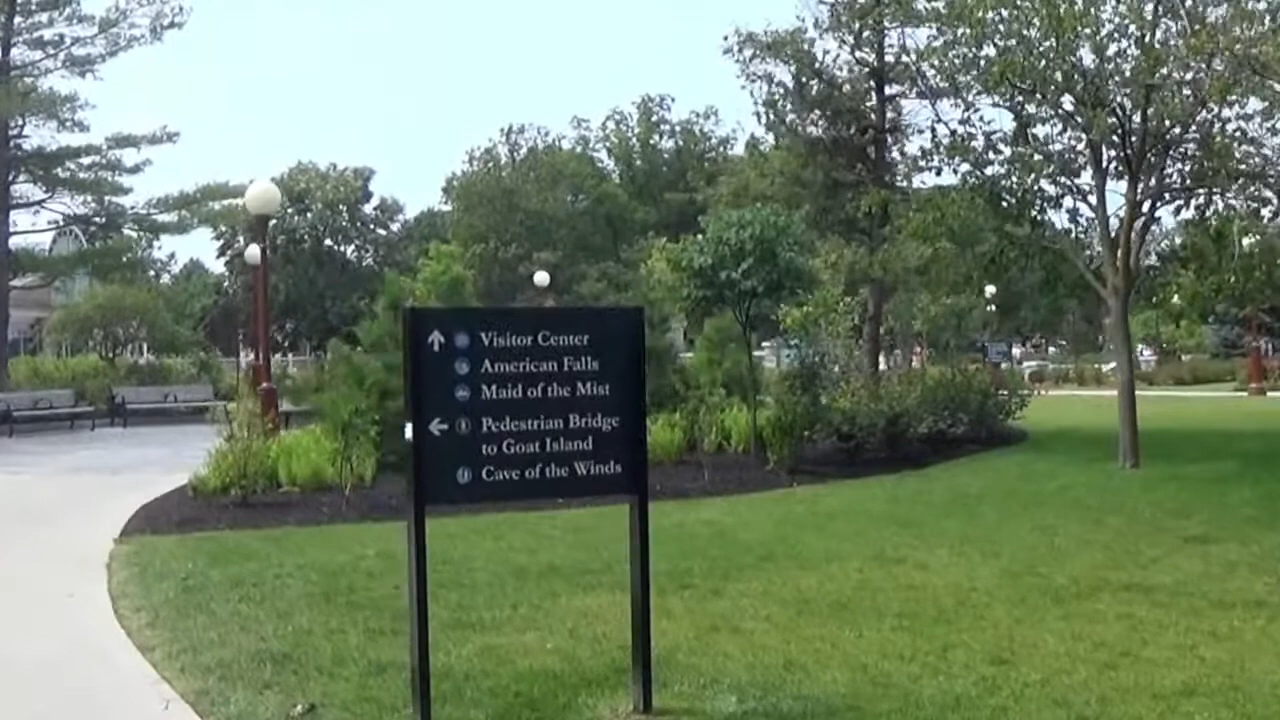 Visitor Center
American Falls
Maid of the Mist
Pedestrian Bridge
to Goat Island
Cave of the Winds